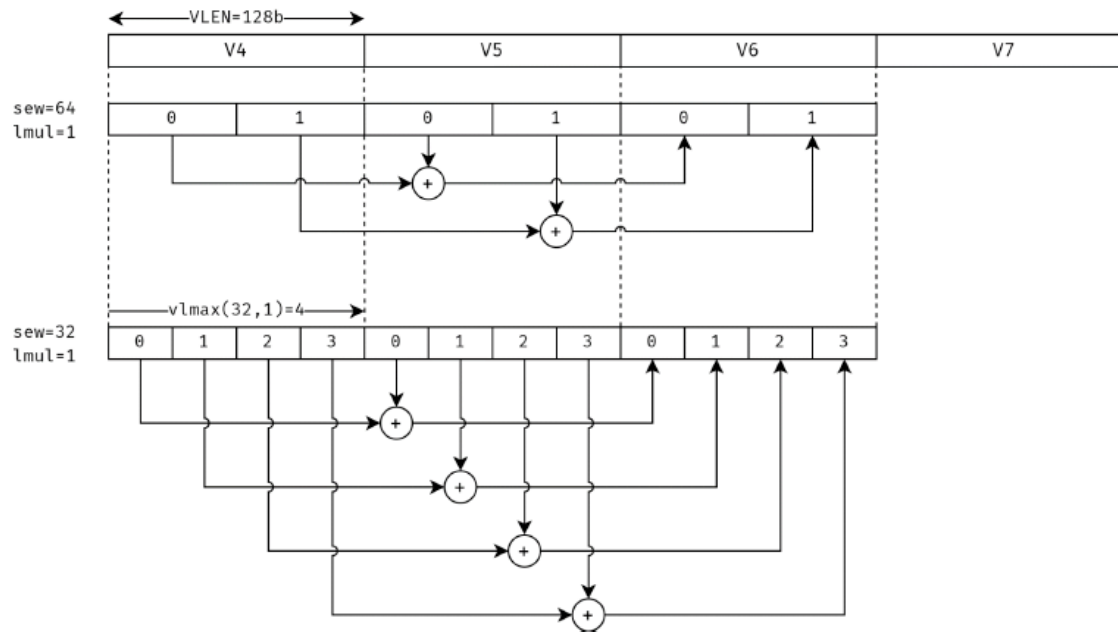 VLEN=128b
V4 V5 V6 V7
sew=64
lmul=1
0 1 0 1 0 1
+
+
vlmax(32,1)=4
sew=32
lmul=1
0 1 2 3 0 1 2 3 0 1 2 3
+
+
+
+